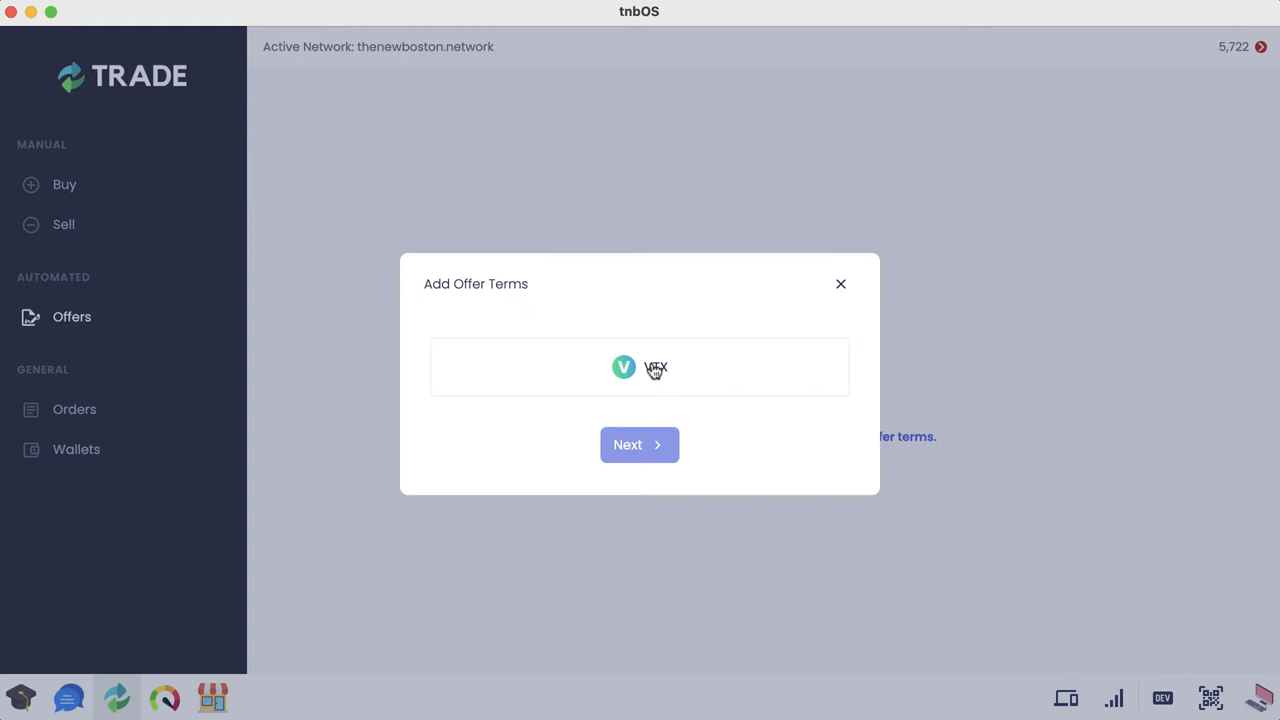 tnbOS
TRADE
Active Network: thenewboston.network
5,722
MANUAL
Buy
Sell
AUTOMATED
Offers
GENERAL
Orders
Wallets
Add Offer Terms
V
Next
terms.
DEV